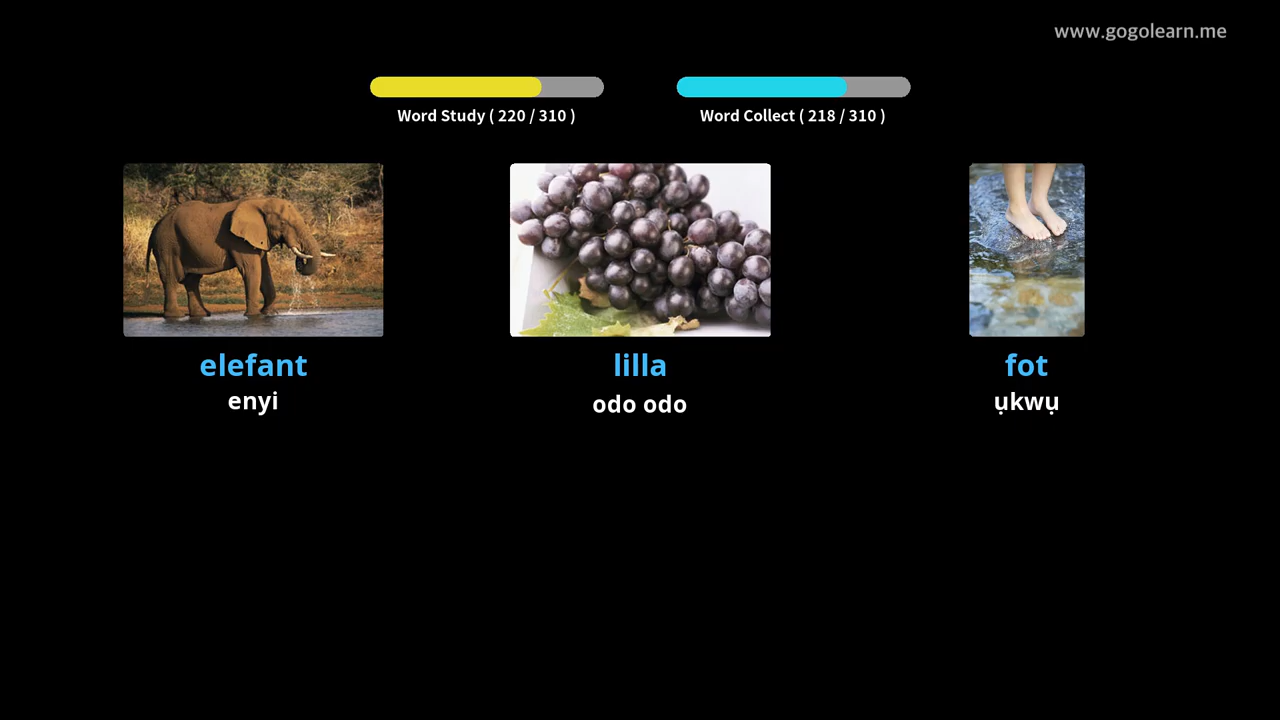 www.gogolearn.me
Word Study ( 220 / 310 )
Word Collect ( 218 / 310 )
elefant
enyi
lilla
odo odo
fot
ụkwụ